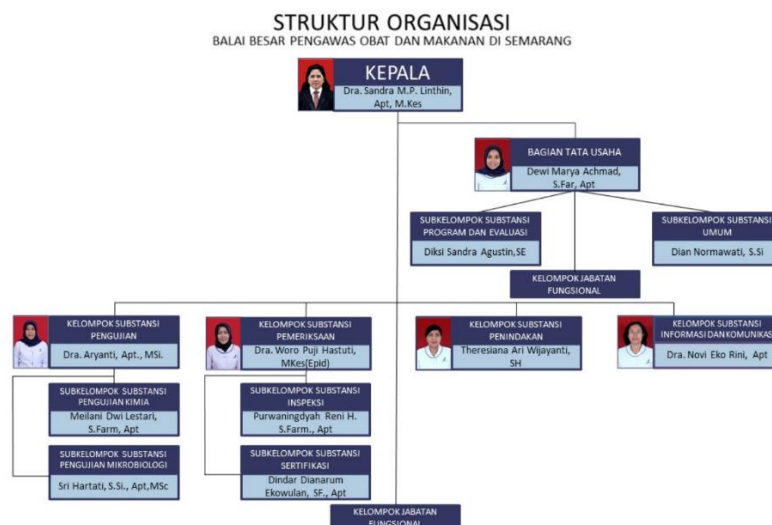 STRUKTUR ORGANISASI
BALAI BESAR PENGAWAS OBAT DAN MAKANAN DI SEMARANG
KEPALA
Dra. Sandra M.P. Linthin,
Apt, M.Kes
BAGIAN TATA USAHA
Dewi Marya Achmad,
S.Far, Apt
SUBKELOMPOK SUBSTANSI
PROGRAM DAN EVALUASI
Diksi Sandra Agustin,SE
SUBKELOMPOK SUBSTANSI
UMUM
Dian Normawati, S.Si
KELOMPOK JABATAN
FUNGSIONAL
KELOMPOK SUBSTANSI
PENGUJIAN
Dra. Aryanti, Apt., MSi.
KELOMPOK SUBSTANSI
PEMERIKSAAN
Dra. Woro Puji Hastuti,
MKes(Epid)
KELOMPOK SUBSTANSI
PENINDAKAN
Theresiana Ari Wijayanti,
SH
KELOMPOK SUBSTANSI
INFORMASI DAN KOMUNIKASI
Dra. Novi Eko Rini, Apt
SUBKELOMPOK SUBSTANSI
PENGUJIAN KIMIA
Meilani Dwi Lestari,
S.Farm, Apt
SUBKELOMPOK SUBSTANSI
INSPEKSI
Purwaningdyah Reni H.
S.Farm., Apt
SUBKELOMPOK SUBSTANSI
PENGUJIAN MIKROBIOLOGI
Sri Hartati, S.Si., Apt,MSc
SUBKELOMPOK SUBSTANSI
SERTIFIKASI
Dindar Dianarum
Ekowulan, SF., Apt
KELOMPOK JABATAN
FUNGSIONAL